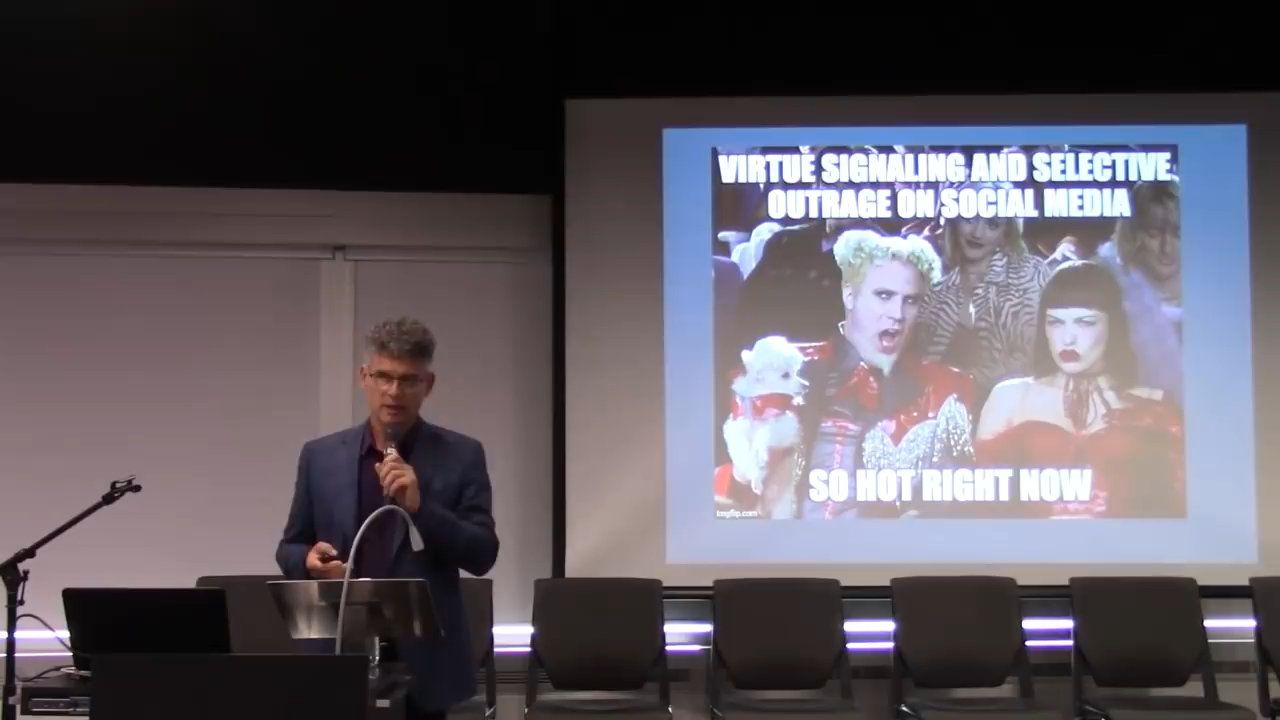 VIRTUE SIGNALING AND SELECTIVE
OUTRAGE ON SOCIAL MEDIA
SO HOT RIGHT NOW
imgflip.com